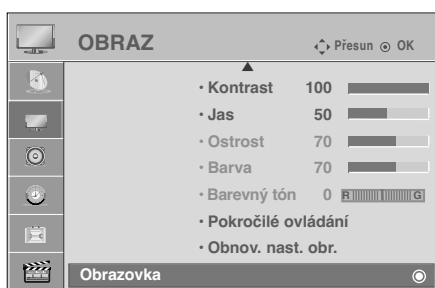 OBRAZ Přesun OK
• Kontrast 100
• Jas 50
• Ostrost 70
• Barva 70
• Barevný tón 0 R G
• Pokročilé ovládání
• Obnov. nast. obr.
Obrazovka